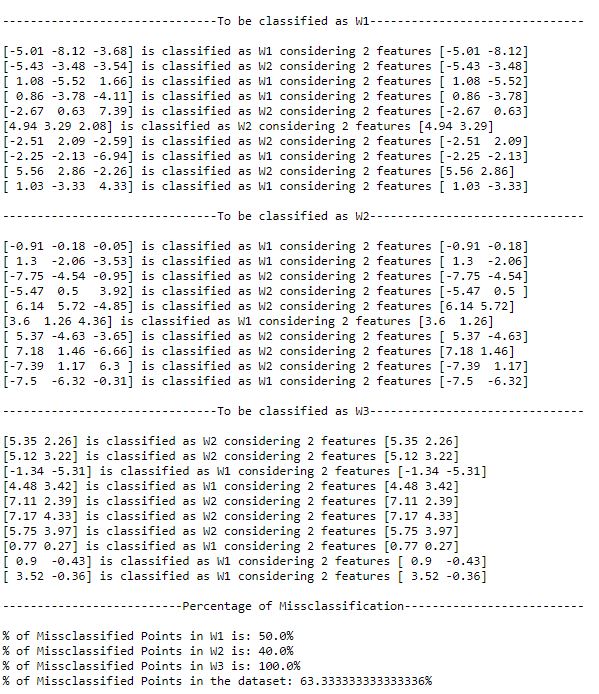 ------------------------------To be classified as W1------------------------------
[-5.01 -8.12 -3.68] is classified as W1 considering 2 features [-5.01 -8.12]
[-5.43 -3.48 -3.54] is classified as W2 considering 2 features [-5.43 -3.48]
[ 1.08 -5.52  1.66] is classified as W1 considering 2 features [ 1.08 -5.52]
[ 0.86 -3.78 -4.11] is classified as W1 considering 2 features [ 0.86 -3.78]
[-2.67  0.63  7.39] is classified as W2 considering 2 features [-2.67  0.63]
[4.94 3.29 2.08] is classified as W2 considering 2 features [4.94 3.29]
[-2.51  2.09 -2.59] is classified as W2 considering 2 features [-2.51  2.09]
[-2.25 -2.13 -6.94] is classified as W1 considering 2 features [-2.25 -2.13]
[ 5.56  2.86 -2.26] is classified as W2 considering 2 features [5.56 2.86]
[ 1.03 -3.33  4.33] is classified as W1 considering 2 features [ 1.03 -3.33]
------------------------------To be classified as W2------------------------------
[-0.91 -0.18 -0.05] is classified as W1 considering 2 features [-0.91 -0.18]
[ 1.3  -2.06 -3.53] is classified as W1 considering 2 features [ 1.3  -2.06]
[-7.75 -4.54 -0.95] is classified as W2 considering 2 features [-7.75 -4.54]
[-5.47  0.5   3.92] is classified as W2 considering 2 features [-5.47  0.5 ]
[ 6.14  5.72 -4.85] is classified as W2 considering 2 features [6.14 5.72]
[3.6  1.26 4.36] is classified as W1 considering 2 features [3.6  1.26]
[ 5.37 -4.63 -3.65] is classified as W2 considering 2 features [ 5.37 -4.63]
[ 7.18  1.46 -6.66] is classified as W2 considering 2 features [7.18 1.46]
[-7.39  1.17  6.3 ] is classified as W2 considering 2 features [-7.39  1.17]
[-7.5  -6.32 -0.31] is classified as W1 considering 2 features [-7.5  -6.32]
------------------------------To be classified as W3------------------------------
[5.35 2.26] is classified as W2 considering 2 features [5.35 2.26]
[5.12 3.22] is classified as W2 considering 2 features [5.12 3.22]
[-1.34 -5.31] is classified as W1 considering 2 features [-1.34 -5.31]
[4.48 3.42] is classified as W2 considering 2 features [4.48 3.42]
[7.11 2.39] is classified as W2 considering 2 features [7.11 2.39]
[7.17 4.33] is classified as W2 considering 2 features [7.17 4.33]
[5.75 3.97] is classified as W2 considering 2 features [5.75 3.97]
[0.77 0.27] is classified as W1 considering 2 features [0.77 0.27]
[ 0.9  -0.43] is classified as W1 considering 2 features [ 0.9  -0.43]
[ 3.52 -0.36] is classified as W1 considering 2 features [ 3.52 -0.36]
-------------------------Percentage of Missclassification-------------------------
% of Missclassified Points in W1 is: 50.0%
% of Missclassified Points in W2 is: 40.0%
% of Missclassified Points in W3 is: 100.0%
% of Missclassified Points in the dataset: 63.333333333333336%